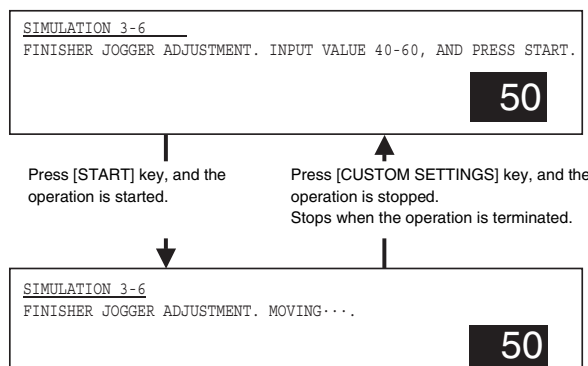 SIMULATION 3-6
FINISHER JOGGER ADJUSTMENT. INPUT VALUE 40-60, AND PRESS START.
50
Press [START] key, and the
operation is started.
Press [CUSTOM SETTINGS] key, and the
operation is stopped.
Stops when the operation is terminated.
SIMULATION 3-6
FINISHER JOGGER ADJUSTMENT. MOVING···.
50